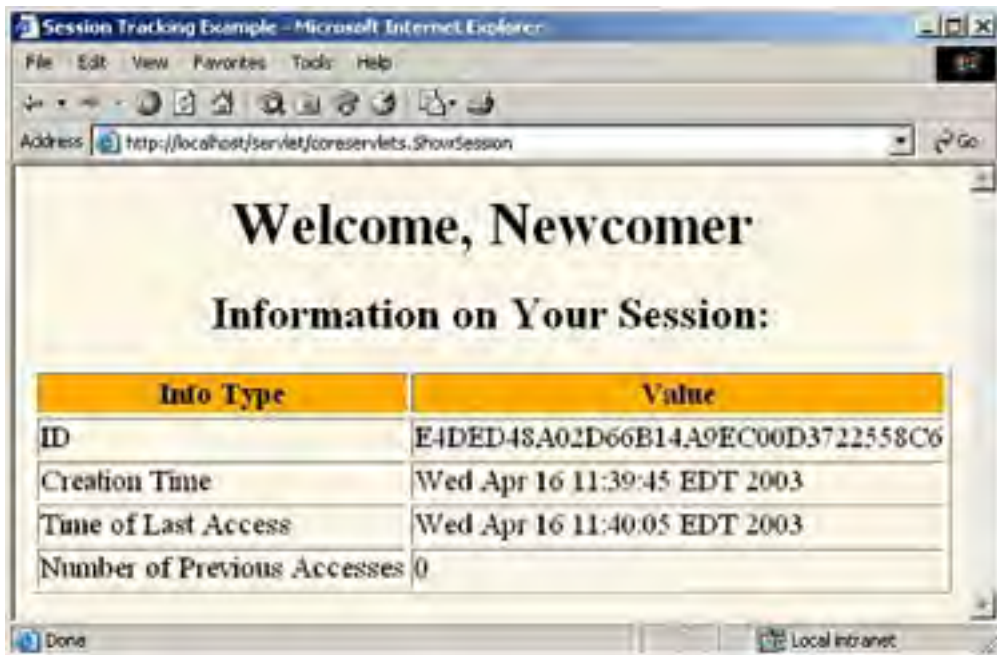 Session Tracking Example - Microsoft Internet Explorer
File Edit View Favorites Tools Help
Address http://localhost/servlet/coreservlets.ShowSession Go
Welcome, Newcomer
Information on Your Session:
Info Type Value
ID E4DED48A02D66B14A9EC00D3722558C6
Creation Time Wed Apr 16 11:39:45 EDT 2003
Time of Last Access Wed Apr 16 11:40:05 EDT 2003
Number of Previous Accesses 0
Done Local intranet